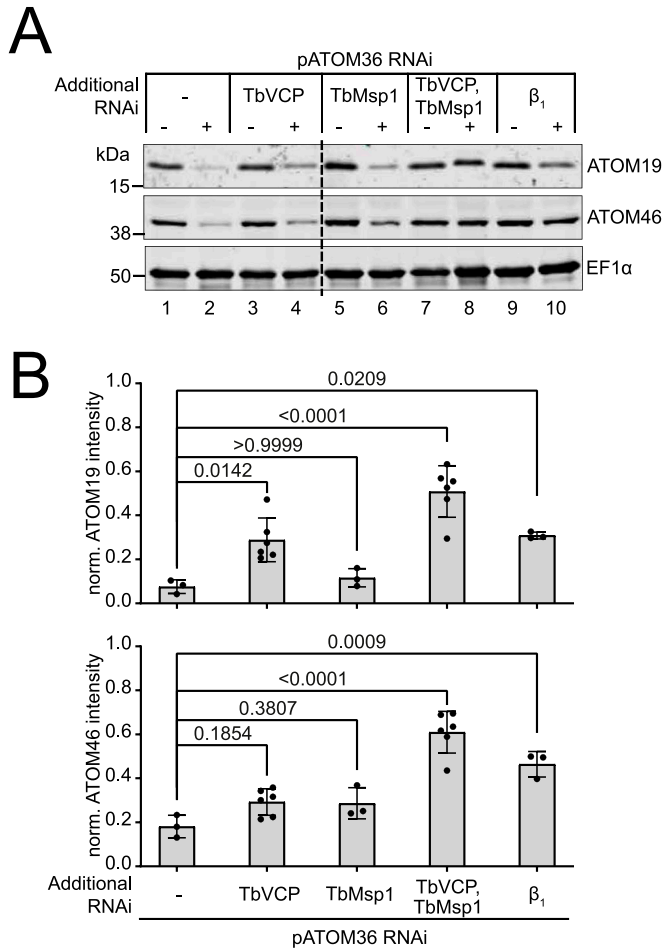 A
pATOM36 RNAi
Additional RNAi
- TbVCP TbMsp1 TbVCP, TbMsp1 β1
- + - + - + - + - +
kDa
15
ATOM19
38
ATOM46
50
EF1α
1 2 3 4 5 6 7 8 9 10
B
norm. ATOM19 intensity
1.0
0.8
0.6
0.4
0.2
0.0
0.0209
<0.0001
>0.9999
0.0142
norm. ATOM46 intensity
1.0
0.8
0.6
0.4
0.2
0.0
0.0009
<0.0001
0.3807
0.1854
Additional RNAi
- TbVCP TbMsp1 TbVCP, TbMsp1 β1
pATOM36 RNAi